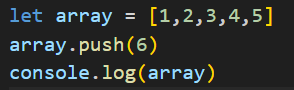 let array = [1,2,3,4,5]
array.push(6)
console.log(array)